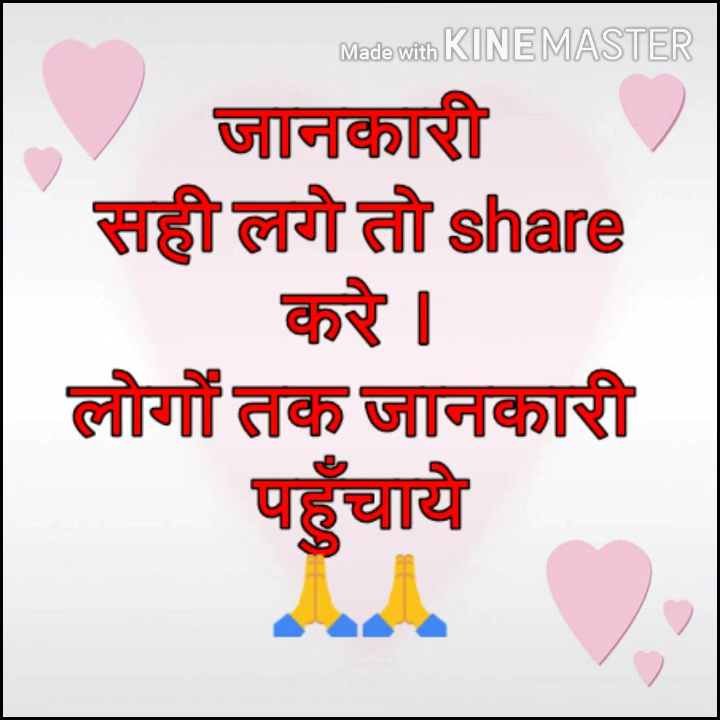 Made with KINEMASTER
जानकारी
सही लगे तो share
करे ।
लोगों तक जानकारी
पहुँचाये